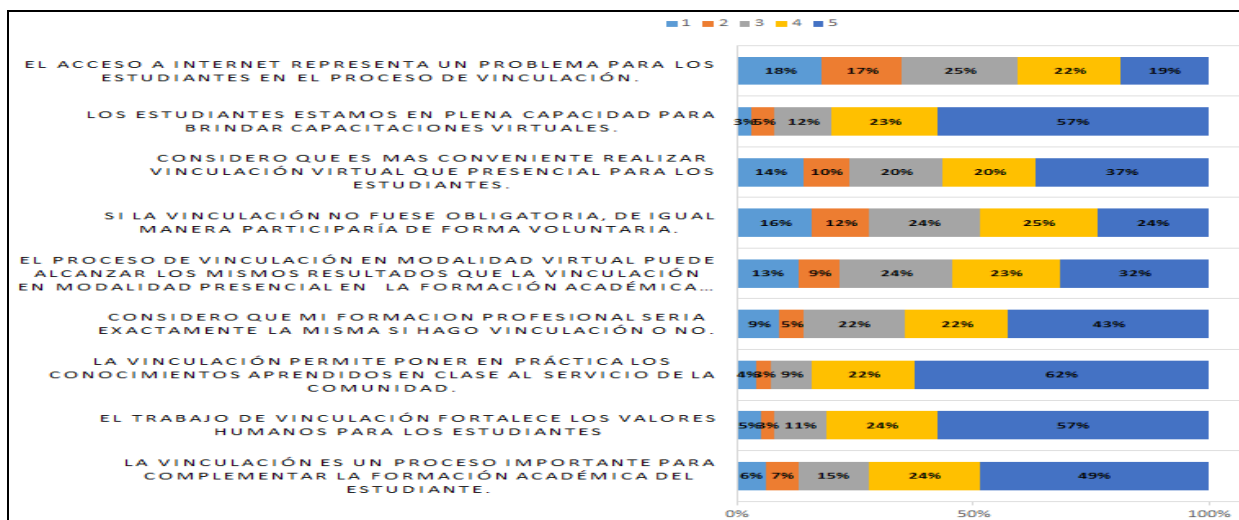 1 2 3 4 5
EL ACCESO A INTERNET REPRESENTA UN PROBLEMA PARA LOS
ESTUDIANTES EN EL PROCESO DE VINCULACIÓN.
18% 17% 25% 22% 19%
LOS ESTUDIANTES ESTAMOS EN PLENA CAPACIDAD PARA
BRINDAR CAPACITACIONES VIRTUALES.
3% 5% 12% 23% 57%
CONSIDERO QUE ES MAS CONVENIENTE REALIZAR
VINCULACIÓN VIRTUAL QUE PRESENCIAL PARA LOS
ESTUDIANTES.
14% 10% 20% 20% 37%
SI LA VINCULACIÓN NO FUESE OBLIGATORIA, DE IGUAL
MANERA PARTICIPARÍA DE FORMA VOLUNTARIA.
16% 12% 24% 25% 24%
EL PROCESO DE VINCULACIÓN EN MODALIDAD VIRTUAL PUEDE
ALCANZAR LOS MISMOS RESULTADOS QUE LA VINCULACIÓN
EN MODALIDAD PRESENCIAL EN LA FORMACIÓN ACADÉMICA...
13% 9% 24% 23% 32%
CONSIDERO QUE MI FORMACION PROFESIONAL SERIA
EXACTAMENTE LA MISMA SI HAGO VINCULACIÓN O NO.
9% 5% 22% 22% 43%
LA VINCULACIÓN PERMITE PONER EN PRÁCTICA LOS
CONOCIMIENTOS APRENDIDOS EN CLASE AL SERVICIO DE LA
COMUNIDAD.
4% 3% 9% 22% 62%
EL TRABAJO DE VINCULACIÓN FORTALECE LOS VALORES
HUMANOS PARA LOS ESTUDIANTES
5% 3% 11% 24% 57%
LA VINCULACIÓN ES UN PROCESO IMPORTANTE PARA
COMPLEMENTAR LA FORMACIÓN ACADÉMICA DEL
ESTUDIANTE.
6% 7% 15% 24% 49%
0% 50% 100%